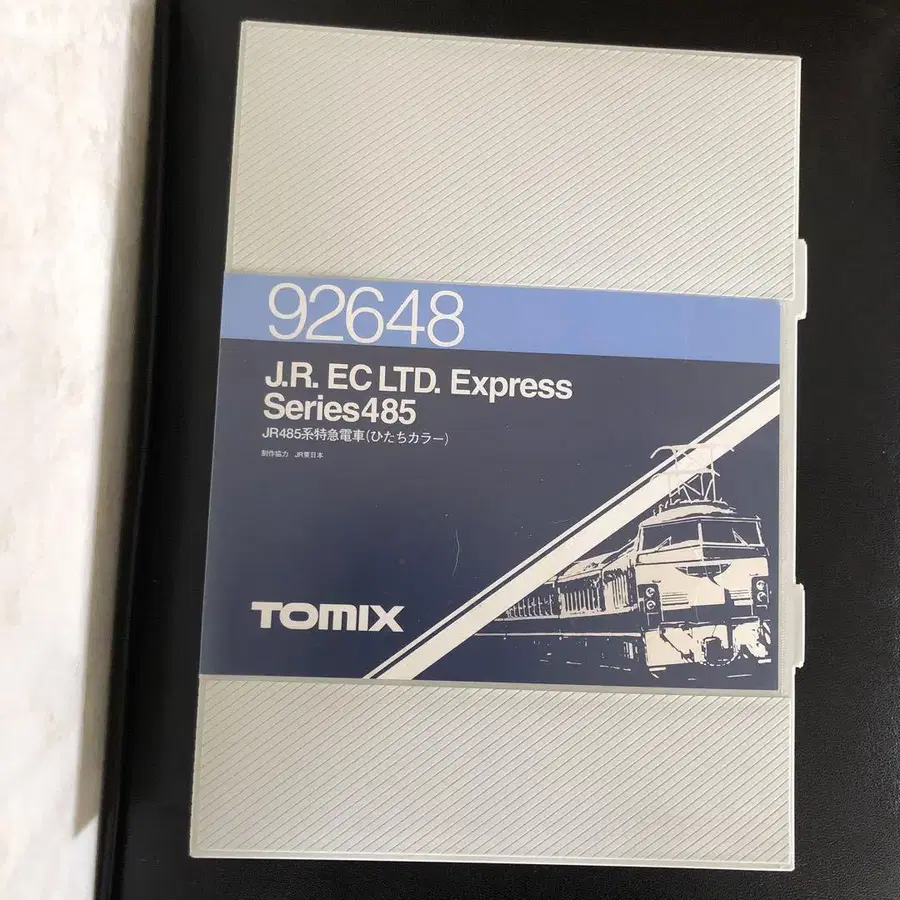 92648
J.R. EC LTD. Express
Series485
JR485系特急電車(ひたちカラー)
制作協力 JR東日本
TOMIX